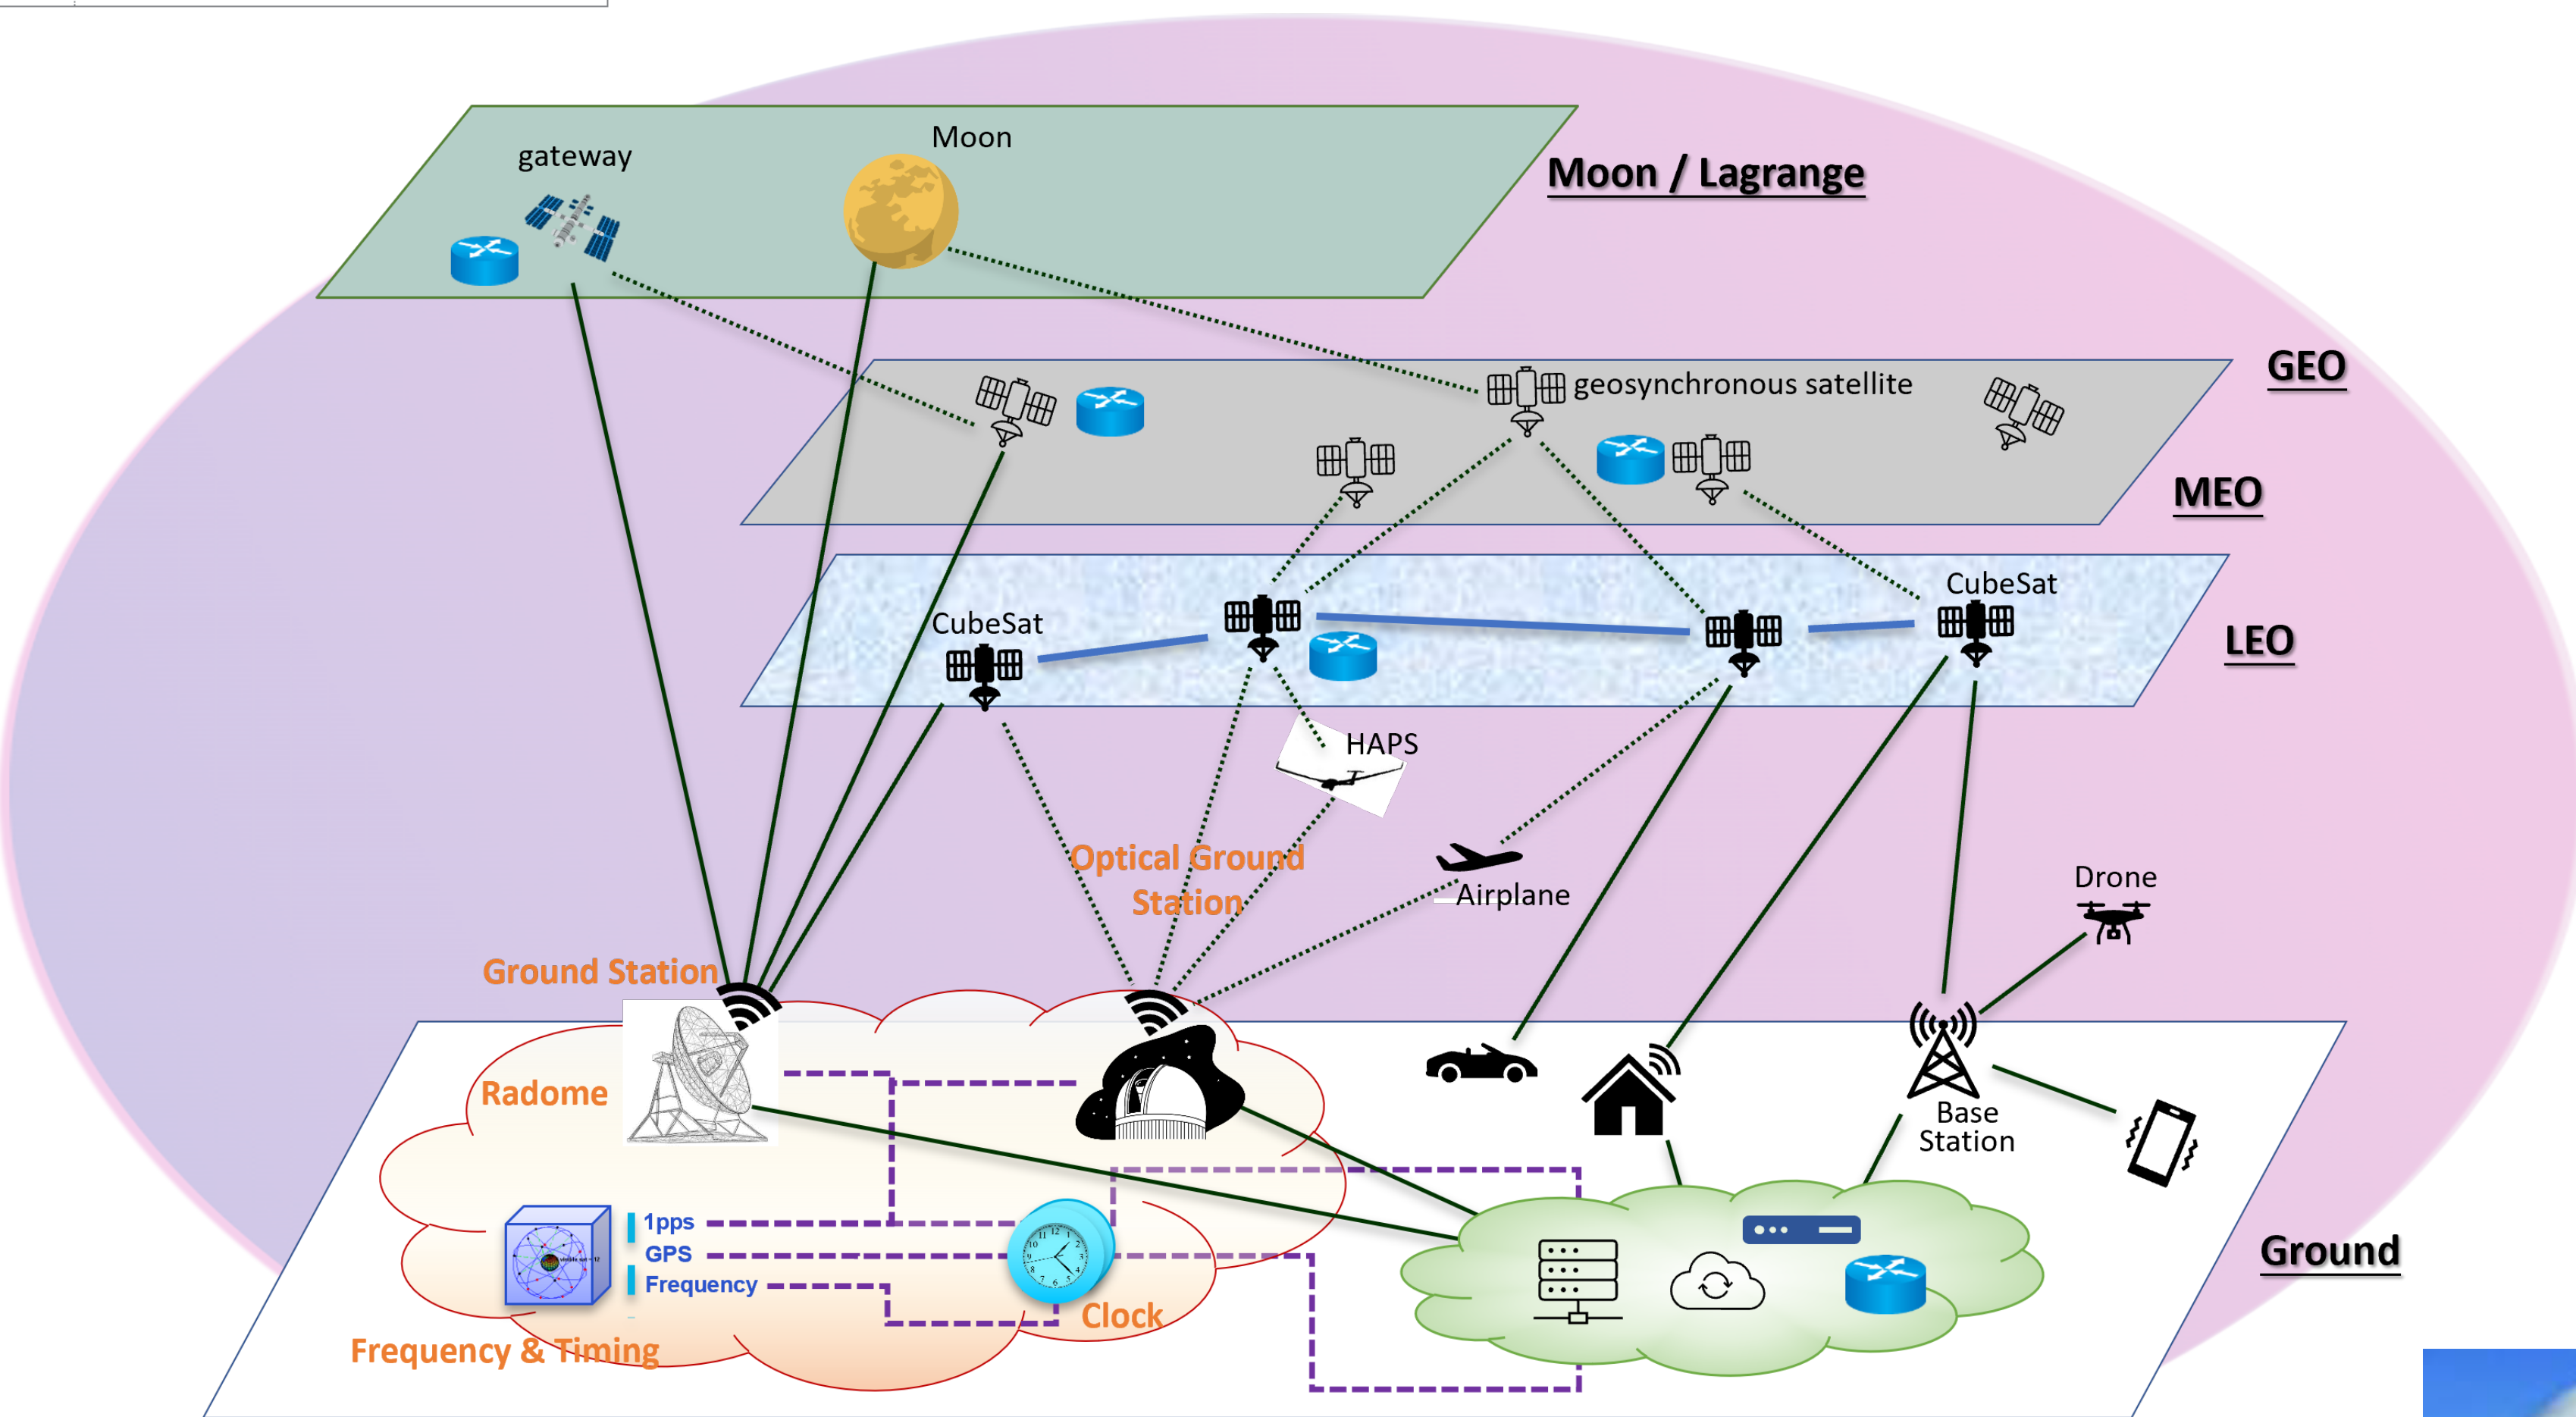 Moon
gateway
Moon / Lagrange
GEO
geosynchronous satellite
MEO
CubeSat
CubeSat
LEO
HAPS
Optical Ground
Station
Airplane
Drone
Ground Station
Radome
Base
Station
1pps
GPS
Frequency
Clock
Frequency & Timing
Ground